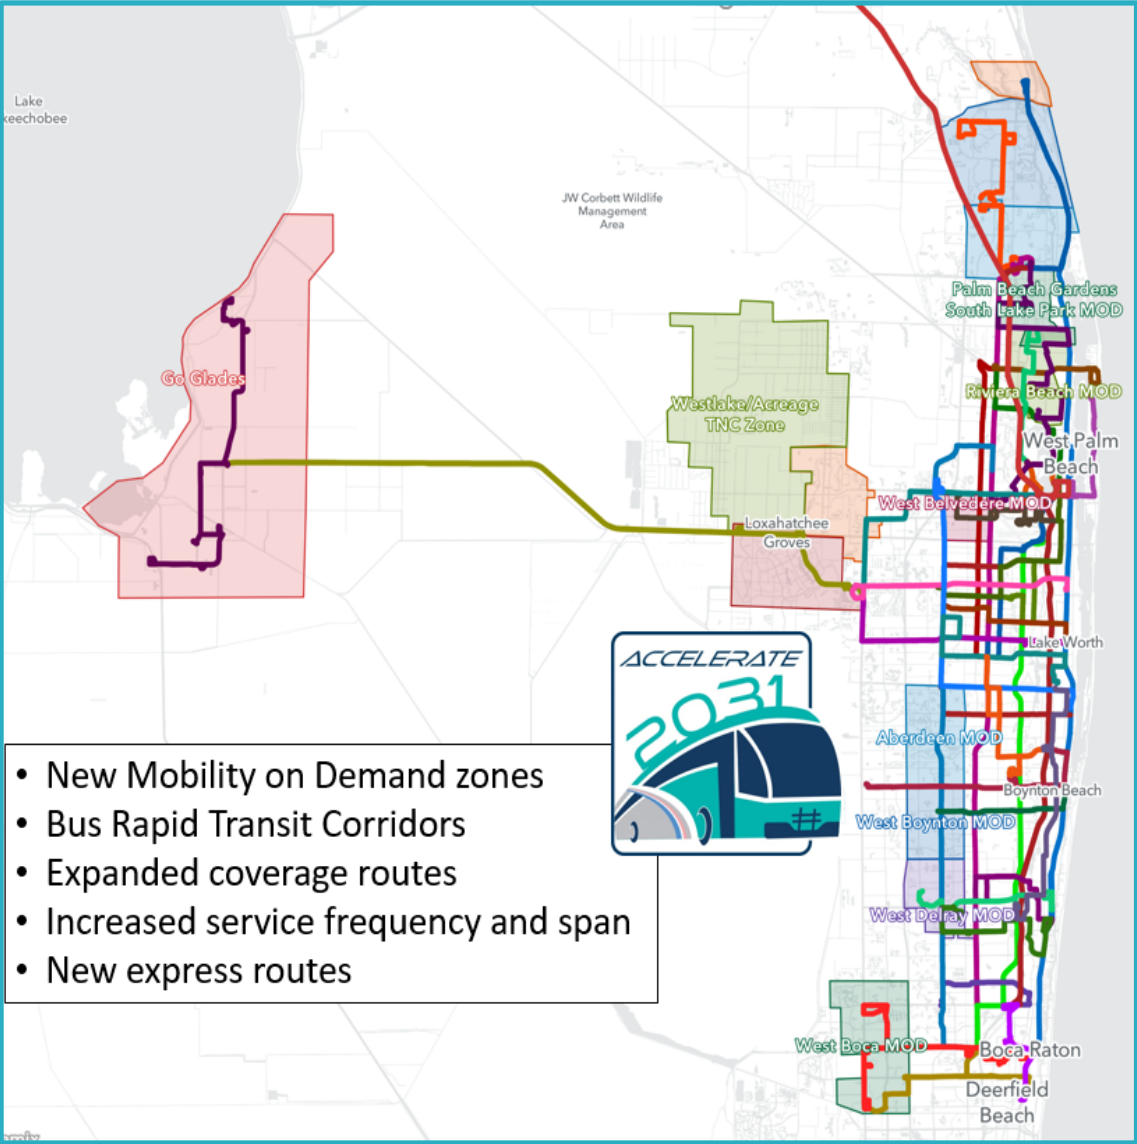 Lake
keechobee
JW Corbett Wildlife
Management
Area
Palm Beach Gardens
South Lake Park MOD
Go Glades
Riviera Beach MOD
Westlake/Acreage
TNC Zone
West Palm
Beach
West Belvedere MOD
Loxahatchee
Groves
Lake Worth
ACCELERATE
2031
Aberdeen MOD
• New Mobility on Demand zones
• Bus Rapid Transit Corridors
• Expanded coverage routes
• Increased service frequency and span
• New express routes
Boynton Beach
West Boynton MOD
West Delray MOD
West Boca MOD
Boca Raton
Deerfield
Beach